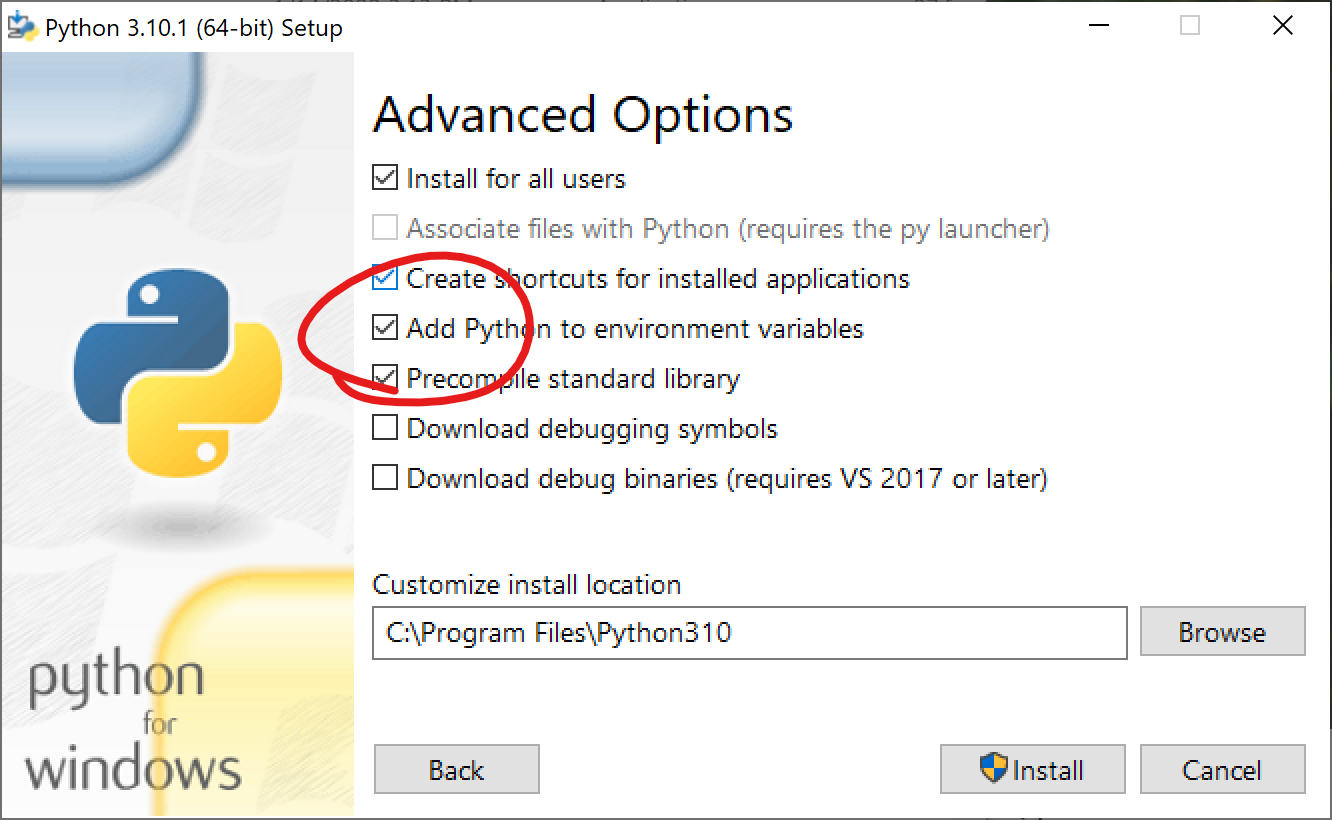 Python 3.10.1 (64-bit) Setup
Advanced Options
Install for all users
Associate files with Python (requires the py launcher)
Create shortcuts for installed applications
Add Python to environment variables
Precompile standard library
Download debugging symbols
Download debug binaries (requires VS 2017 or later)
Customize install location
C:\Program Files\Python310
Browse
python
for
windows
Back
Install
Cancel